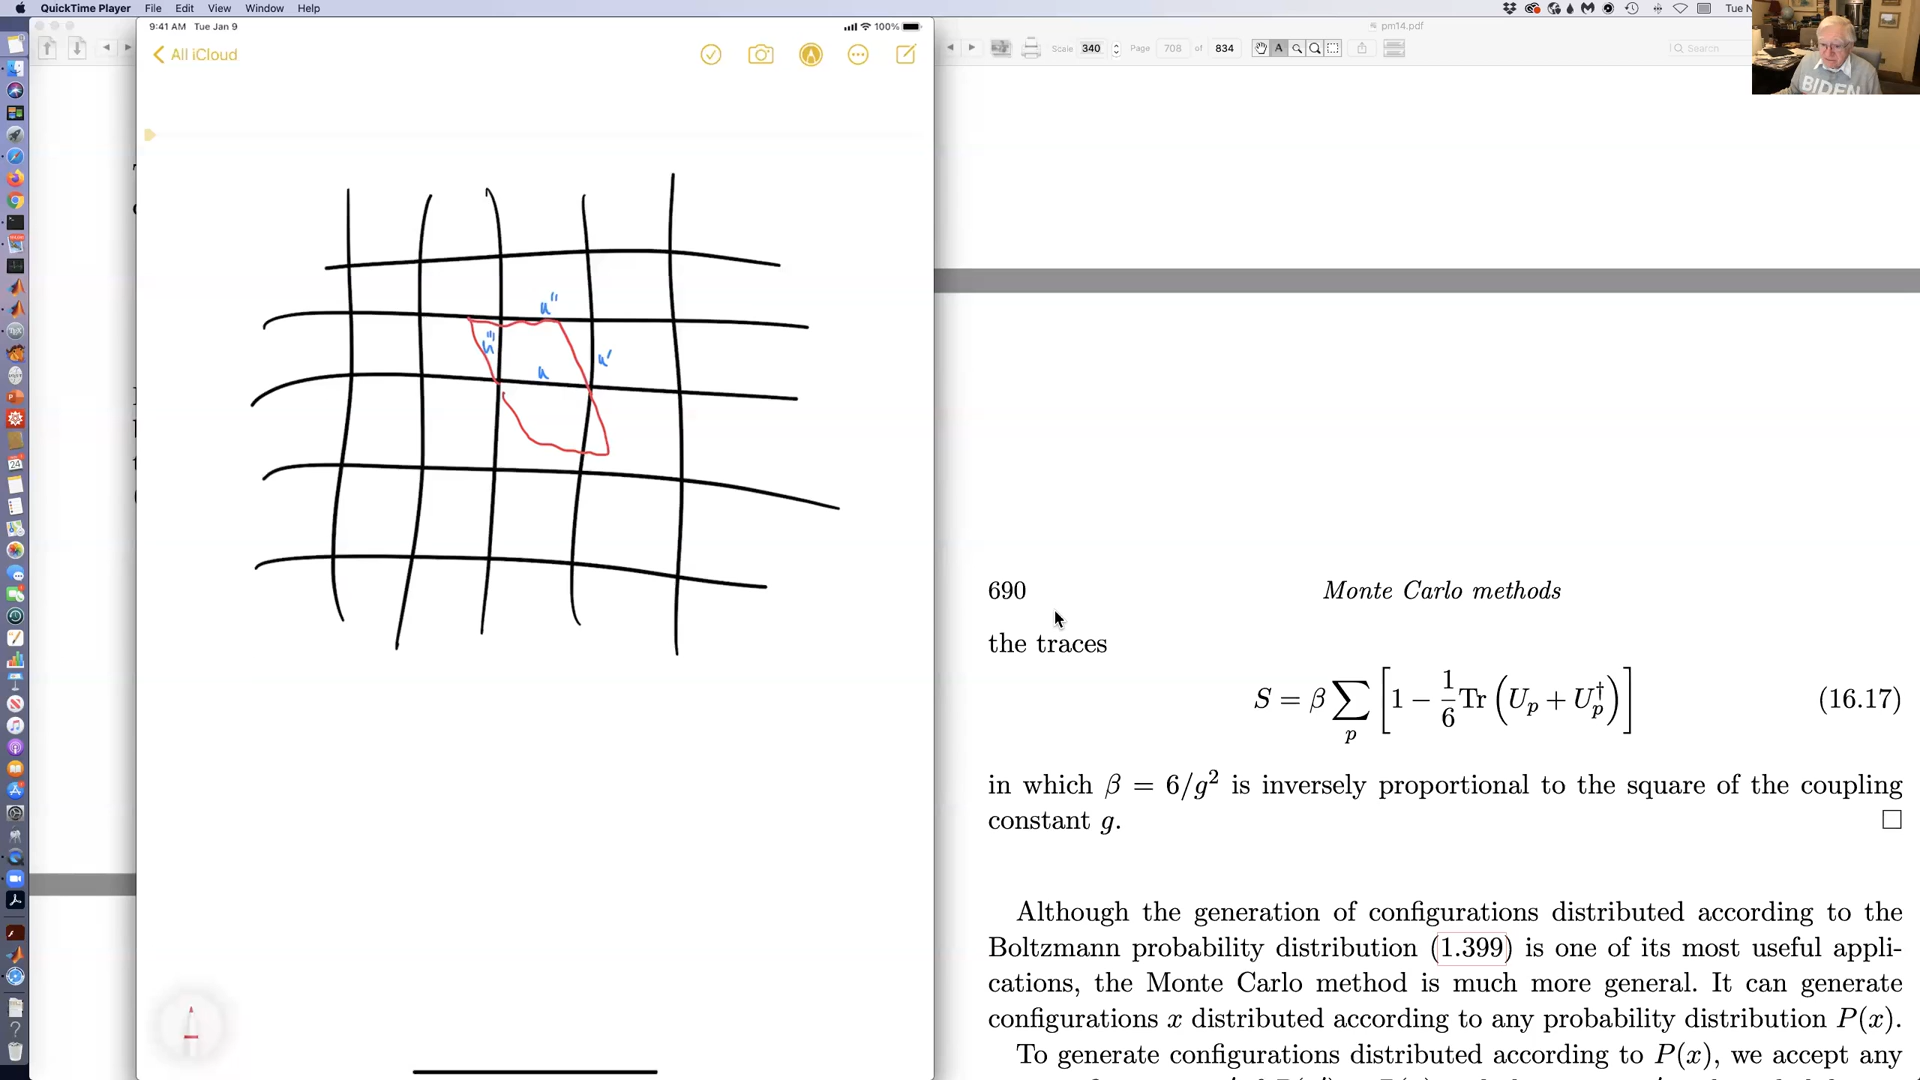 QuickTime Player File Edit View Window Help
Tue N
9:41 AM Tue Jan 9
100%
All iCloud
pm14.pdf
Scale 340 Page 708 of 834
Search
BIDEN
u"
u'''
u'
u
690 Monte Carlo methods
the traces
S = β ∑_p [1 − 1/6 Tr (U_p + U_p^†)] (16.17)
in which β = 6/g² is inversely proportional to the square of the coupling
constant g. □
Although the generation of configurations distributed according to the
Boltzmann probability distribution (1.399) is one of its most useful appli-
cations, the Monte Carlo method is much more general. It can generate
configurations x distributed according to any probability distribution P(x).
To generate configurations distributed according to P(x), we accept any